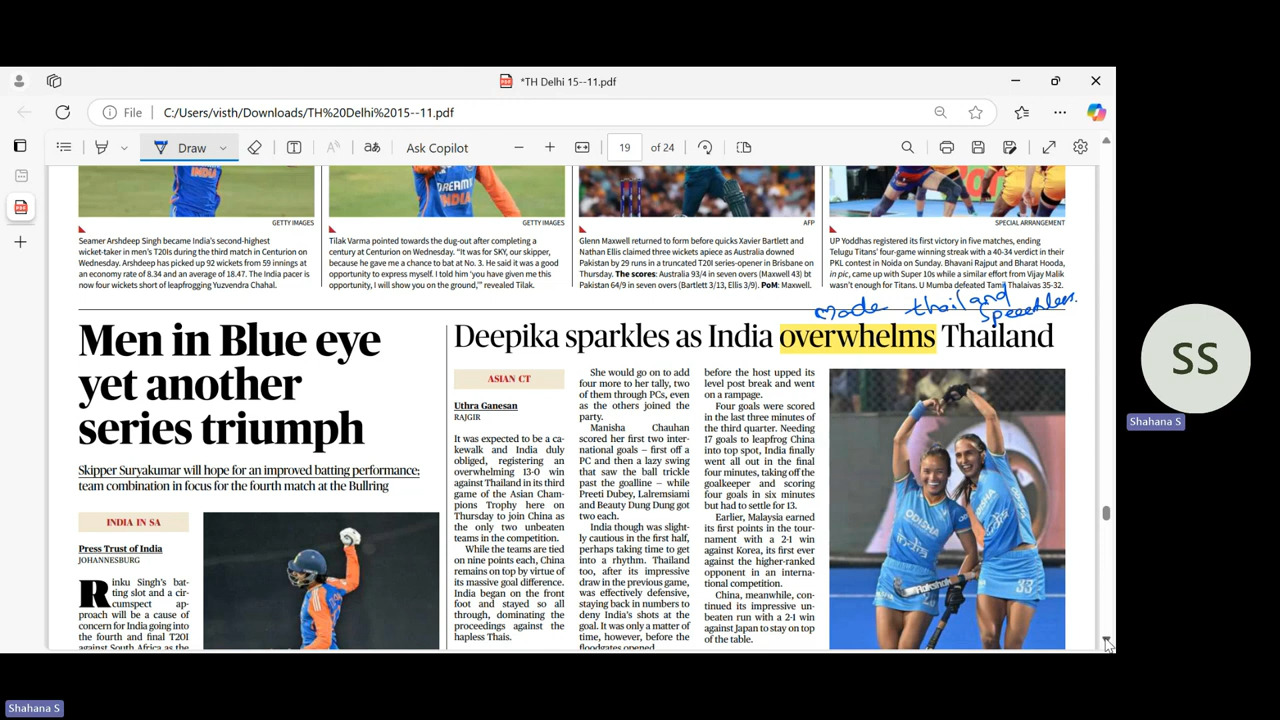 *TH Delhi 15--11.pdf
File C:/Users/visth/Downloads/TH%20Delhi%2015--11.pdf
Draw
Ask Copilot
19 of 24
INDIA
DREAM11
INDIA
GETTY IMAGES
GETTY IMAGES
AFP
SPECIAL ARRANGEMENT
Seamer Arshdeep Singh became India's second-highest
wicket-taker in men's T20Is during the third match in Centurion on
Wednesday. Arshdeep has picked up 92 wickets from 59 innings at
an economy rate of 8.34 and an average of 18.47. The India pacer is
now four wickets short of leapfrogging Yuzvendra Chahal.
Tilak Varma pointed towards the dug-out after completing a
century at Centurion on Wednesday. "It was for SKY, our skipper,
because he gave me a chance to bat at No. 3. He said it was a good
opportunity to express myself. I told him 'you have given me this
opportunity, I will show you on the ground,'" revealed Tilak.
Glenn Maxwell returned to form before quicks Xavier Bartlett and
Nathan Ellis claimed three wickets apiece as Australia downed
Pakistan by 29 runs in a truncated T20I series-opener in Brisbane on
Thursday. The scores: Australia 93/4 in seven overs (Maxwell 43) bt
Pakistan 64/9 in seven overs (Bartlett 3/13, Ellis 3/9). PoM: Maxwell.
UP Yoddhas registered its first victory in five matches, ending
Telugu Titans' four-game winning streak with a 40-34 verdict in their
PKL contest in Noida on Sunday. Bhavani Rajput and Bharat Hooda,
in pic, came up with Super 10s while a similar effort from Vijay Malik
wasn't enough for Titans. U Mumba defeated Tamil Thalaivas 35-32.
made thailand
speechless.
Men in Blue eye
yet another
series triumph
Skipper Suryakumar will hope for an improved batting performance;
team combination in focus for the fourth match at the Bullring
INDIA IN SA
Press Trust of India
JOHANNESBURG
Rinku Singh's bat-
ting slot and a cir-
cumspect ap-
proach will be a cause of
concern for India going into
the fourth and final T20I
against South Africa as the
Deepika sparkles as India overwhelms Thailand
ASIAN CT
Uthra Ganesan
RAJGIR
It was expected to be a ca-
kewalk and India duly
obliged, registering an
overwhelming 13-0 win
against Thailand in its third
game of the Asian Cham-
pions Trophy here on
Thursday to join China as
the only two unbeaten
teams in the competition.
While the teams are tied
on nine points each, China
remains on top by virtue of
its massive goal difference.
India began on the front
foot and stayed so all
through, dominating the
proceedings against the
hapless Thais.
She would go on to add
four more to her tally, two
of them through PCs, even
as the others joined the
party.
Manisha Chauhan
scored her first two inter-
national goals – first off a
PC and then a lazy swing
that saw the ball trickle
past the goalline – while
Preeti Dubey, Lalremsiami
and Beauty Dung Dung got
two each.
India though was slight-
ly cautious in the first half,
perhaps taking time to get
into a rhythm. Thailand
too, after its impressive
draw in the previous game,
was effectively defensive,
staying back in numbers to
deny India's shots at the
goal. It was only a matter of
time, however, before the
floodgates opened
before the host upped its
level post break and went
on a rampage.
Four goals were scored
in the last three minutes of
the third quarter. Needing
17 goals to leapfrog China
into top spot, India finally
went all out in the final
four minutes, taking off the
goalkeeper and scoring
four goals in six minutes
but had to settle for 13.
Earlier, Malaysia earned
its first points in the tour-
nament with a 2-1 win
against Korea, its first ever
against the higher-ranked
opponent in an interna-
tional competition.
China, meanwhile, con-
tinued its impressive un-
beaten run with a 2-1 win
against Japan to stay on top
of the table.
ODISHA
ODISHA
Rakshak
33
SS
Shahana S
Shahana S